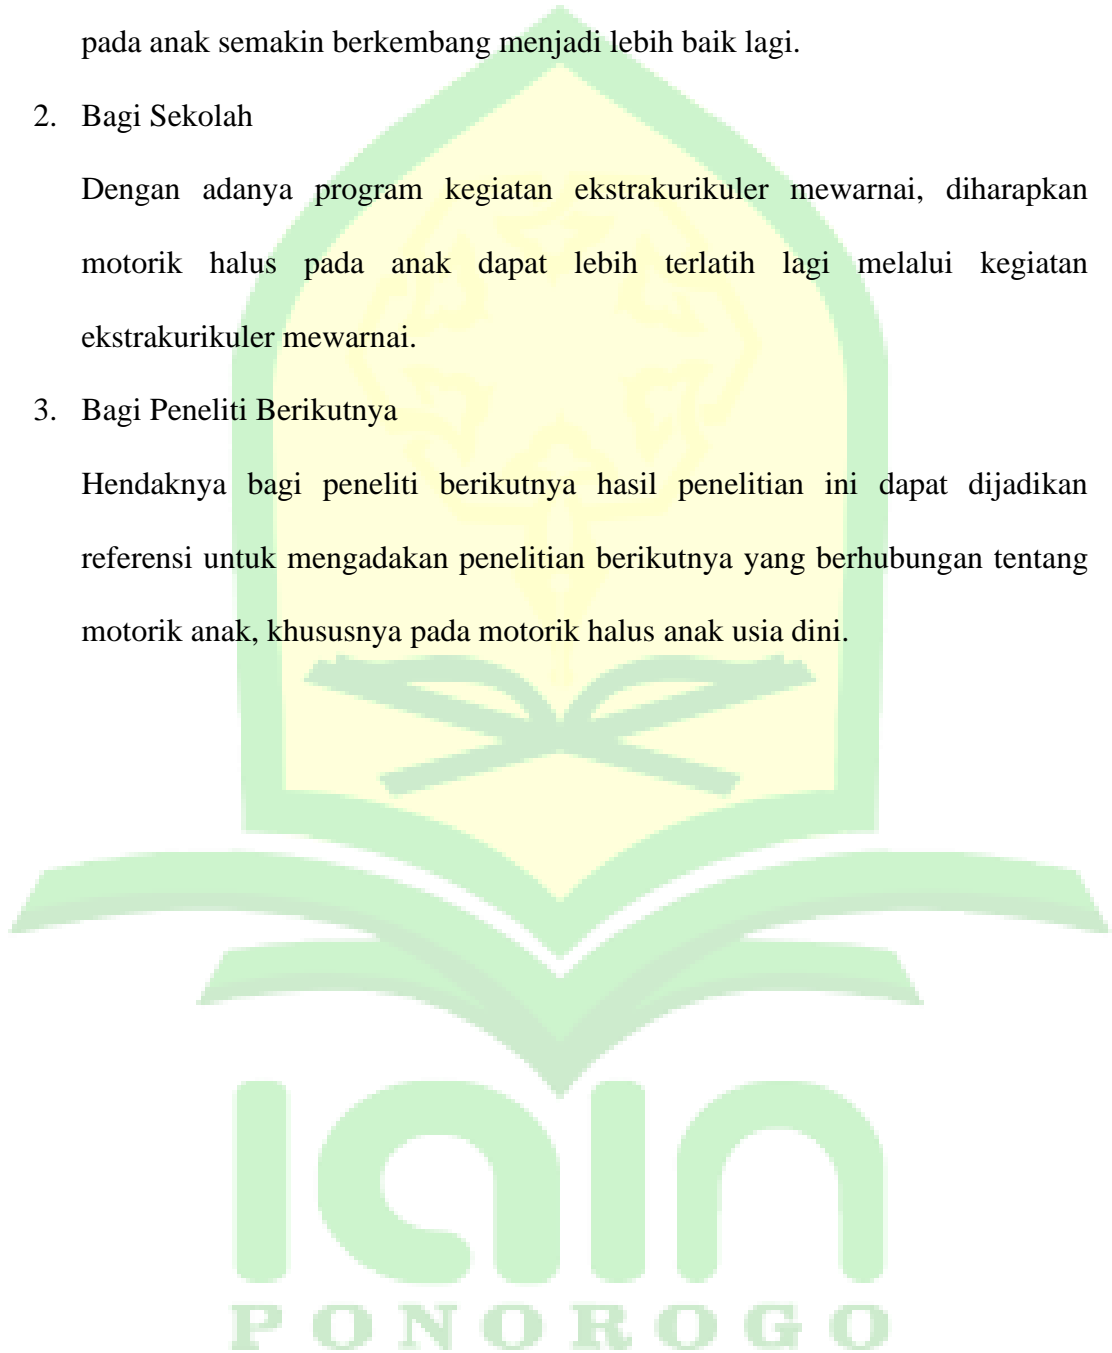 pada anak semakin berkembang menjadi lebih baik lagi.
2. Bagi Sekolah
Dengan adanya program kegiatan ekstrakurikuler mewarnai, diharapkan
motorik halus pada anak dapat lebih terlatih lagi melalui kegiatan
ekstrakurikuler mewarnai.
3. Bagi Peneliti Berikutnya
Hendaknya bagi peneliti berikutnya hasil penelitian ini dapat dijadikan
referensi untuk mengadakan penelitian berikutnya yang berhubungan tentang
motorik anak, khususnya pada motorik halus anak usia dini.
iain
PONOROGO